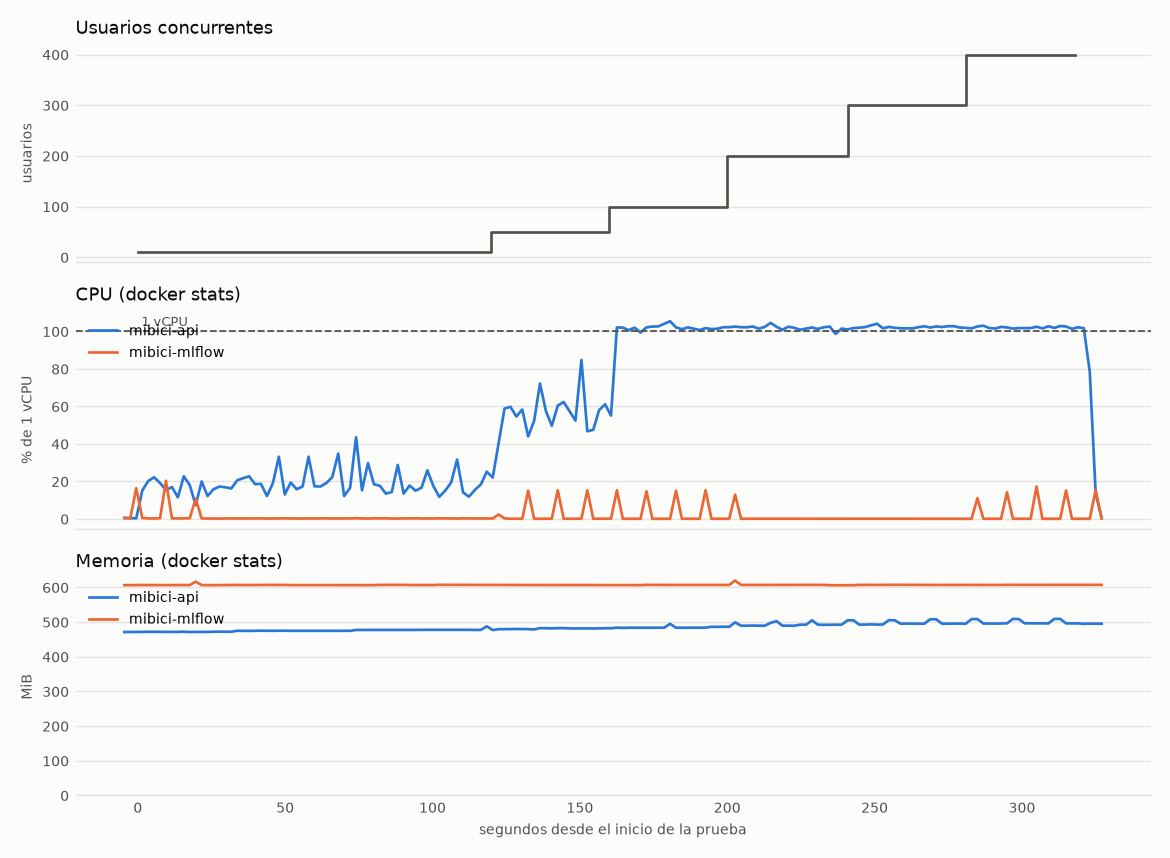 Usuarios concurrentes
400
300
200
100
0
usuarios
CPU (docker stats)
1 vCPU
100
80
60
40
20
0
% de 1 vCPU
mibici-api
mibici-mlflow
Memoria (docker stats)
600
500
400
300
200
100
0
MiB
mibici-api
mibici-mlflow
0 50 100 150 200 250 300
segundos desde el inicio de la prueba